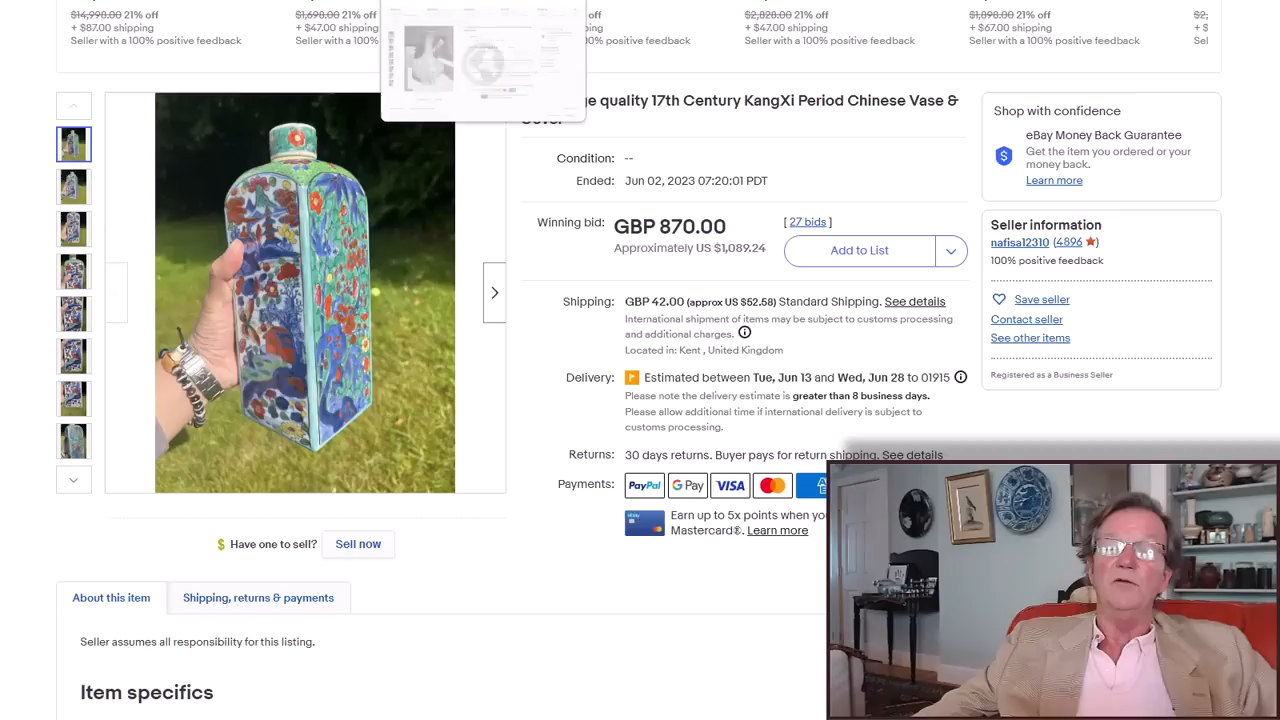 $14,998.00 21% off
+ $87.00 shipping
Seller with a 100% positive feedback
$1,698.00 21% off
+ $47.00 shipping
Seller with a 100%
off
00% positive feedback
$2,828.00 21% off
+ $47.00 shipping
Seller with a 100% positive feedback
$1,898.00 21% off
+ $67.00 shipping
Seller with a 100% positive feedback
$2,
+ $
Sel
ge quality 17th Century KangXi Period Chinese Vase &
Condition: --
Ended: Jun 02, 2023 07:20:01 PDT
Winning bid: GBP 870.00 [ 27 bids ]
Approximately US $1,089.24
Add to List
Shipping: GBP 42.00 (approx US $52.58) Standard Shipping. See details
International shipment of items may be subject to customs processing
and additional charges.
Located in: Kent , United Kingdom
Delivery: Estimated between Tue, Jun 13 and Wed, Jun 28 to 01915
Please note the delivery estimate is greater than 8 business days.
Please allow additional time if international delivery is subject to
customs processing.
Returns: 30 days returns. Buyer pays for return shipping. See details
Payments: PayPal G Pay VISA
Earn up to 5x points when you
Mastercard®. Learn more
Shop with confidence
eBay Money Back Guarantee
Get the item you ordered or your
money back.
Learn more
Seller information
nafisa12310 (4896)
100% positive feedback
Save seller
Contact seller
See other items
Registered as a Business Seller
$ Have one to sell? Sell now
About this item
Shipping, returns & payments
Seller assumes all responsibility for this listing.
Item specifics